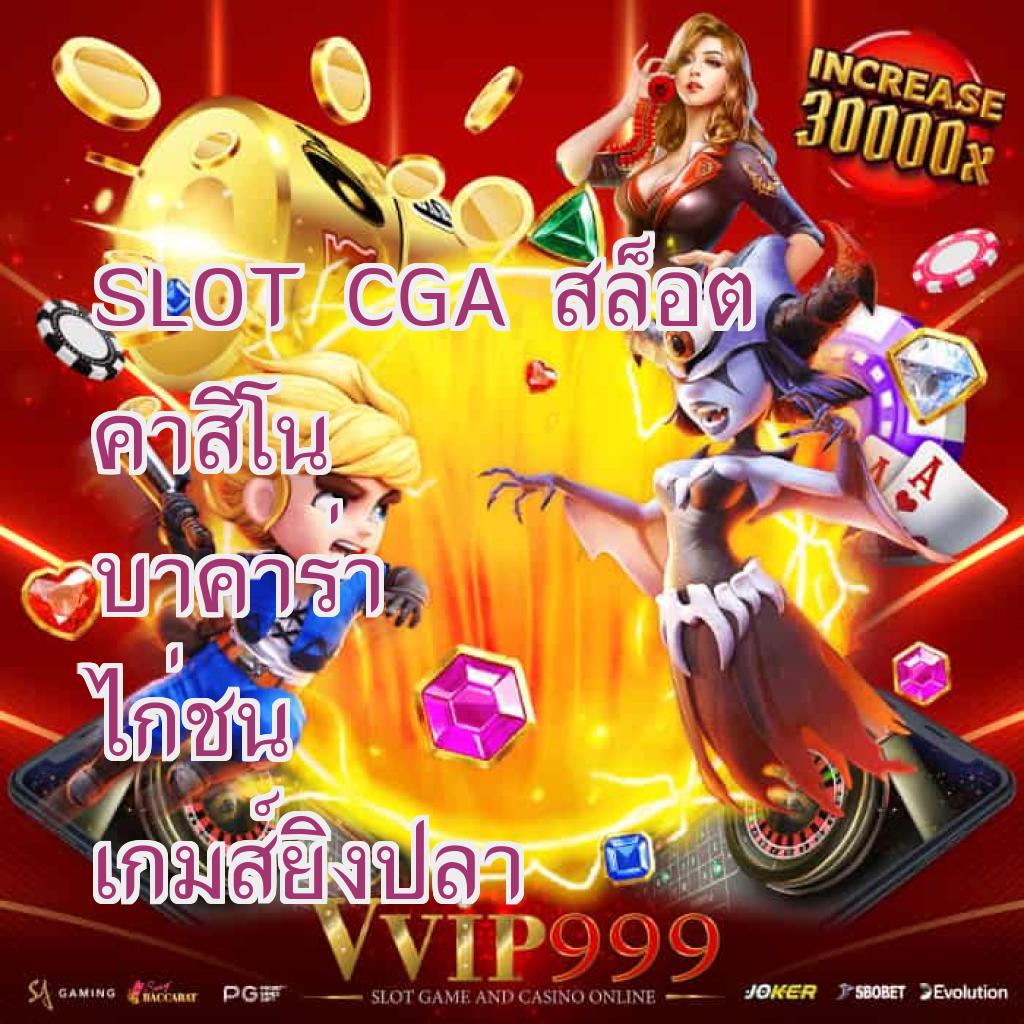 INCREASE
30000x
SLOT CGA สล็อต
คาสิโน
บาคาร่า
ไก่ชน
เกมส์ยิงปลา
VVIP999
SLOT GAME AND CASINO ONLINE
SA GAMING Sexy BACCARAT PG JOKER SBOBET Evolution